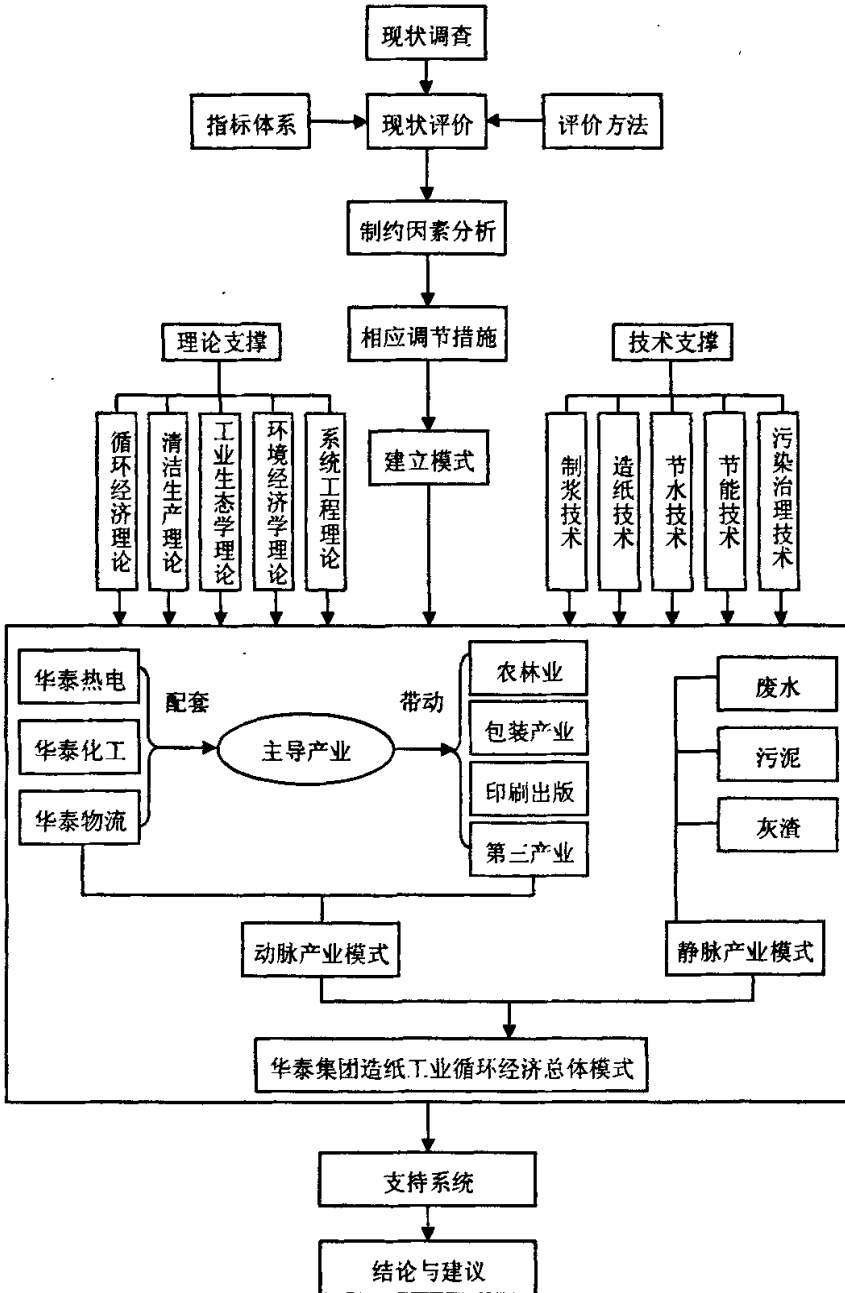 现状调查
指标体系
现状评价
评价方法
制约因素分析
理论支撑
相应调节措施
技术支撑
循环经济理论
清洁生产理论
工业生态学理论
环境经济学理论
系统工程理论
建立模式
制浆技术
造纸技术
节水技术
节能技术
污染治理技术
华泰热电
华泰化工
华泰物流
配套
主导产业
带动
农林业
包装产业
印刷出版
第三产业
废水
污泥
灰渣
动脉产业模式
静脉产业模式
华泰集团造纸工业循环经济总体模式
支持系统
结论与建议